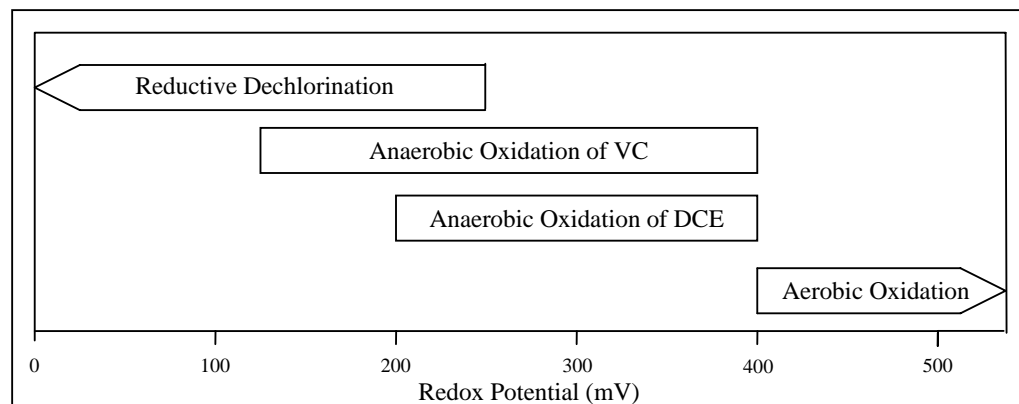 Reductive Dechlorination
Anaerobic Oxidation of VC
Anaerobic Oxidation of DCE
Aerobic Oxidation
0 100 200 300 400 500
Redox Potential (mV)